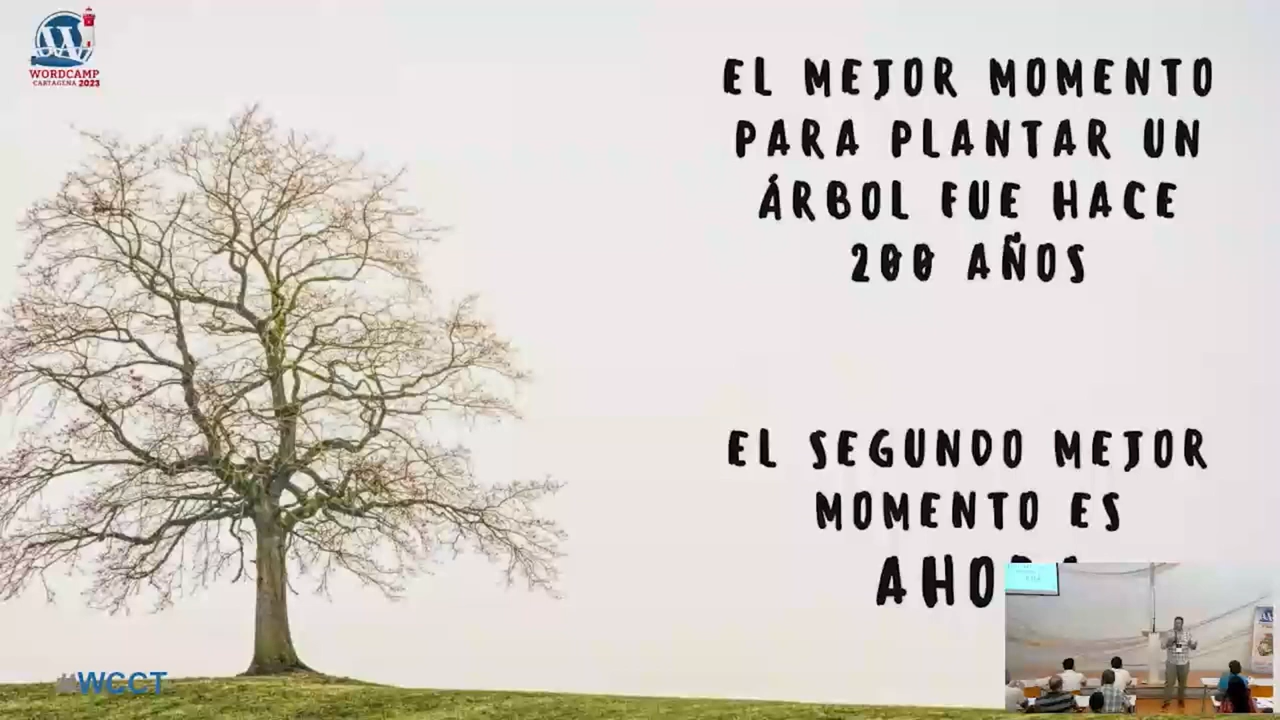 WORDCAMP
CARTAGENA 2023
EL MEJOR MOMENTO
PARA PLANTAR UN
ÁRBOL FUE HACE
200 AÑOS
EL SEGUNDO MEJOR
MOMENTO ES
#WCCT